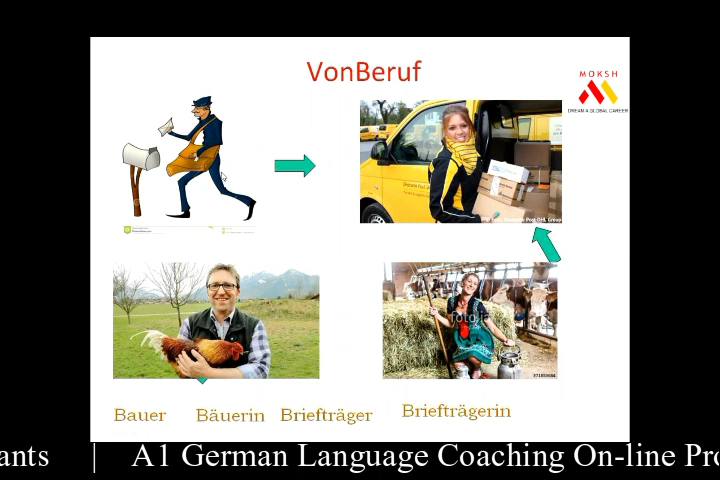 VonBeruf
MOKSH
DREAM A GLOBAL CAREER
Bauer Bäuerin Briefträger Briefträgerin
ants | A1 German Language Coaching On-line Pro